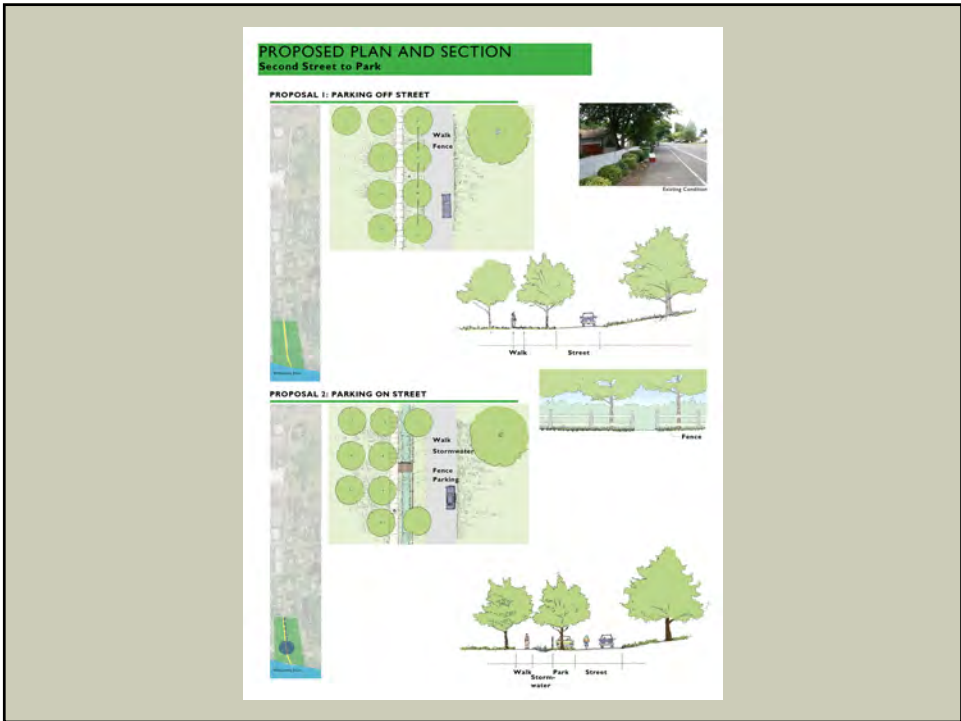 PROPOSED PLAN AND SECTION
Second Street to Park
PROPOSAL 1: PARKING OFF STREET
Walk
Fence
Existing Condition
Walk
Street
PROPOSAL 2: PARKING ON STREET
Fence
Walk
Stormwater
Fence
Parking
Walk
Park
Street
Storm-
water